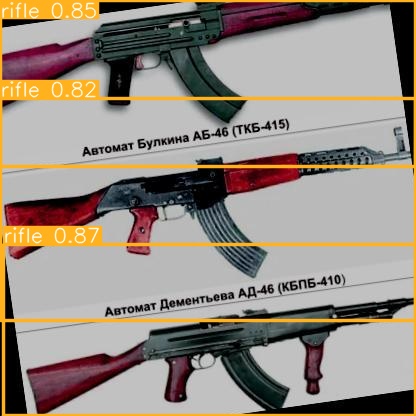 rifle 0.85
rifle 0.82
Автомат Булкина АБ-46 (ТКБ-415)
rifle 0.87
Автомат Дементьева АД-46 (КБПБ-410)